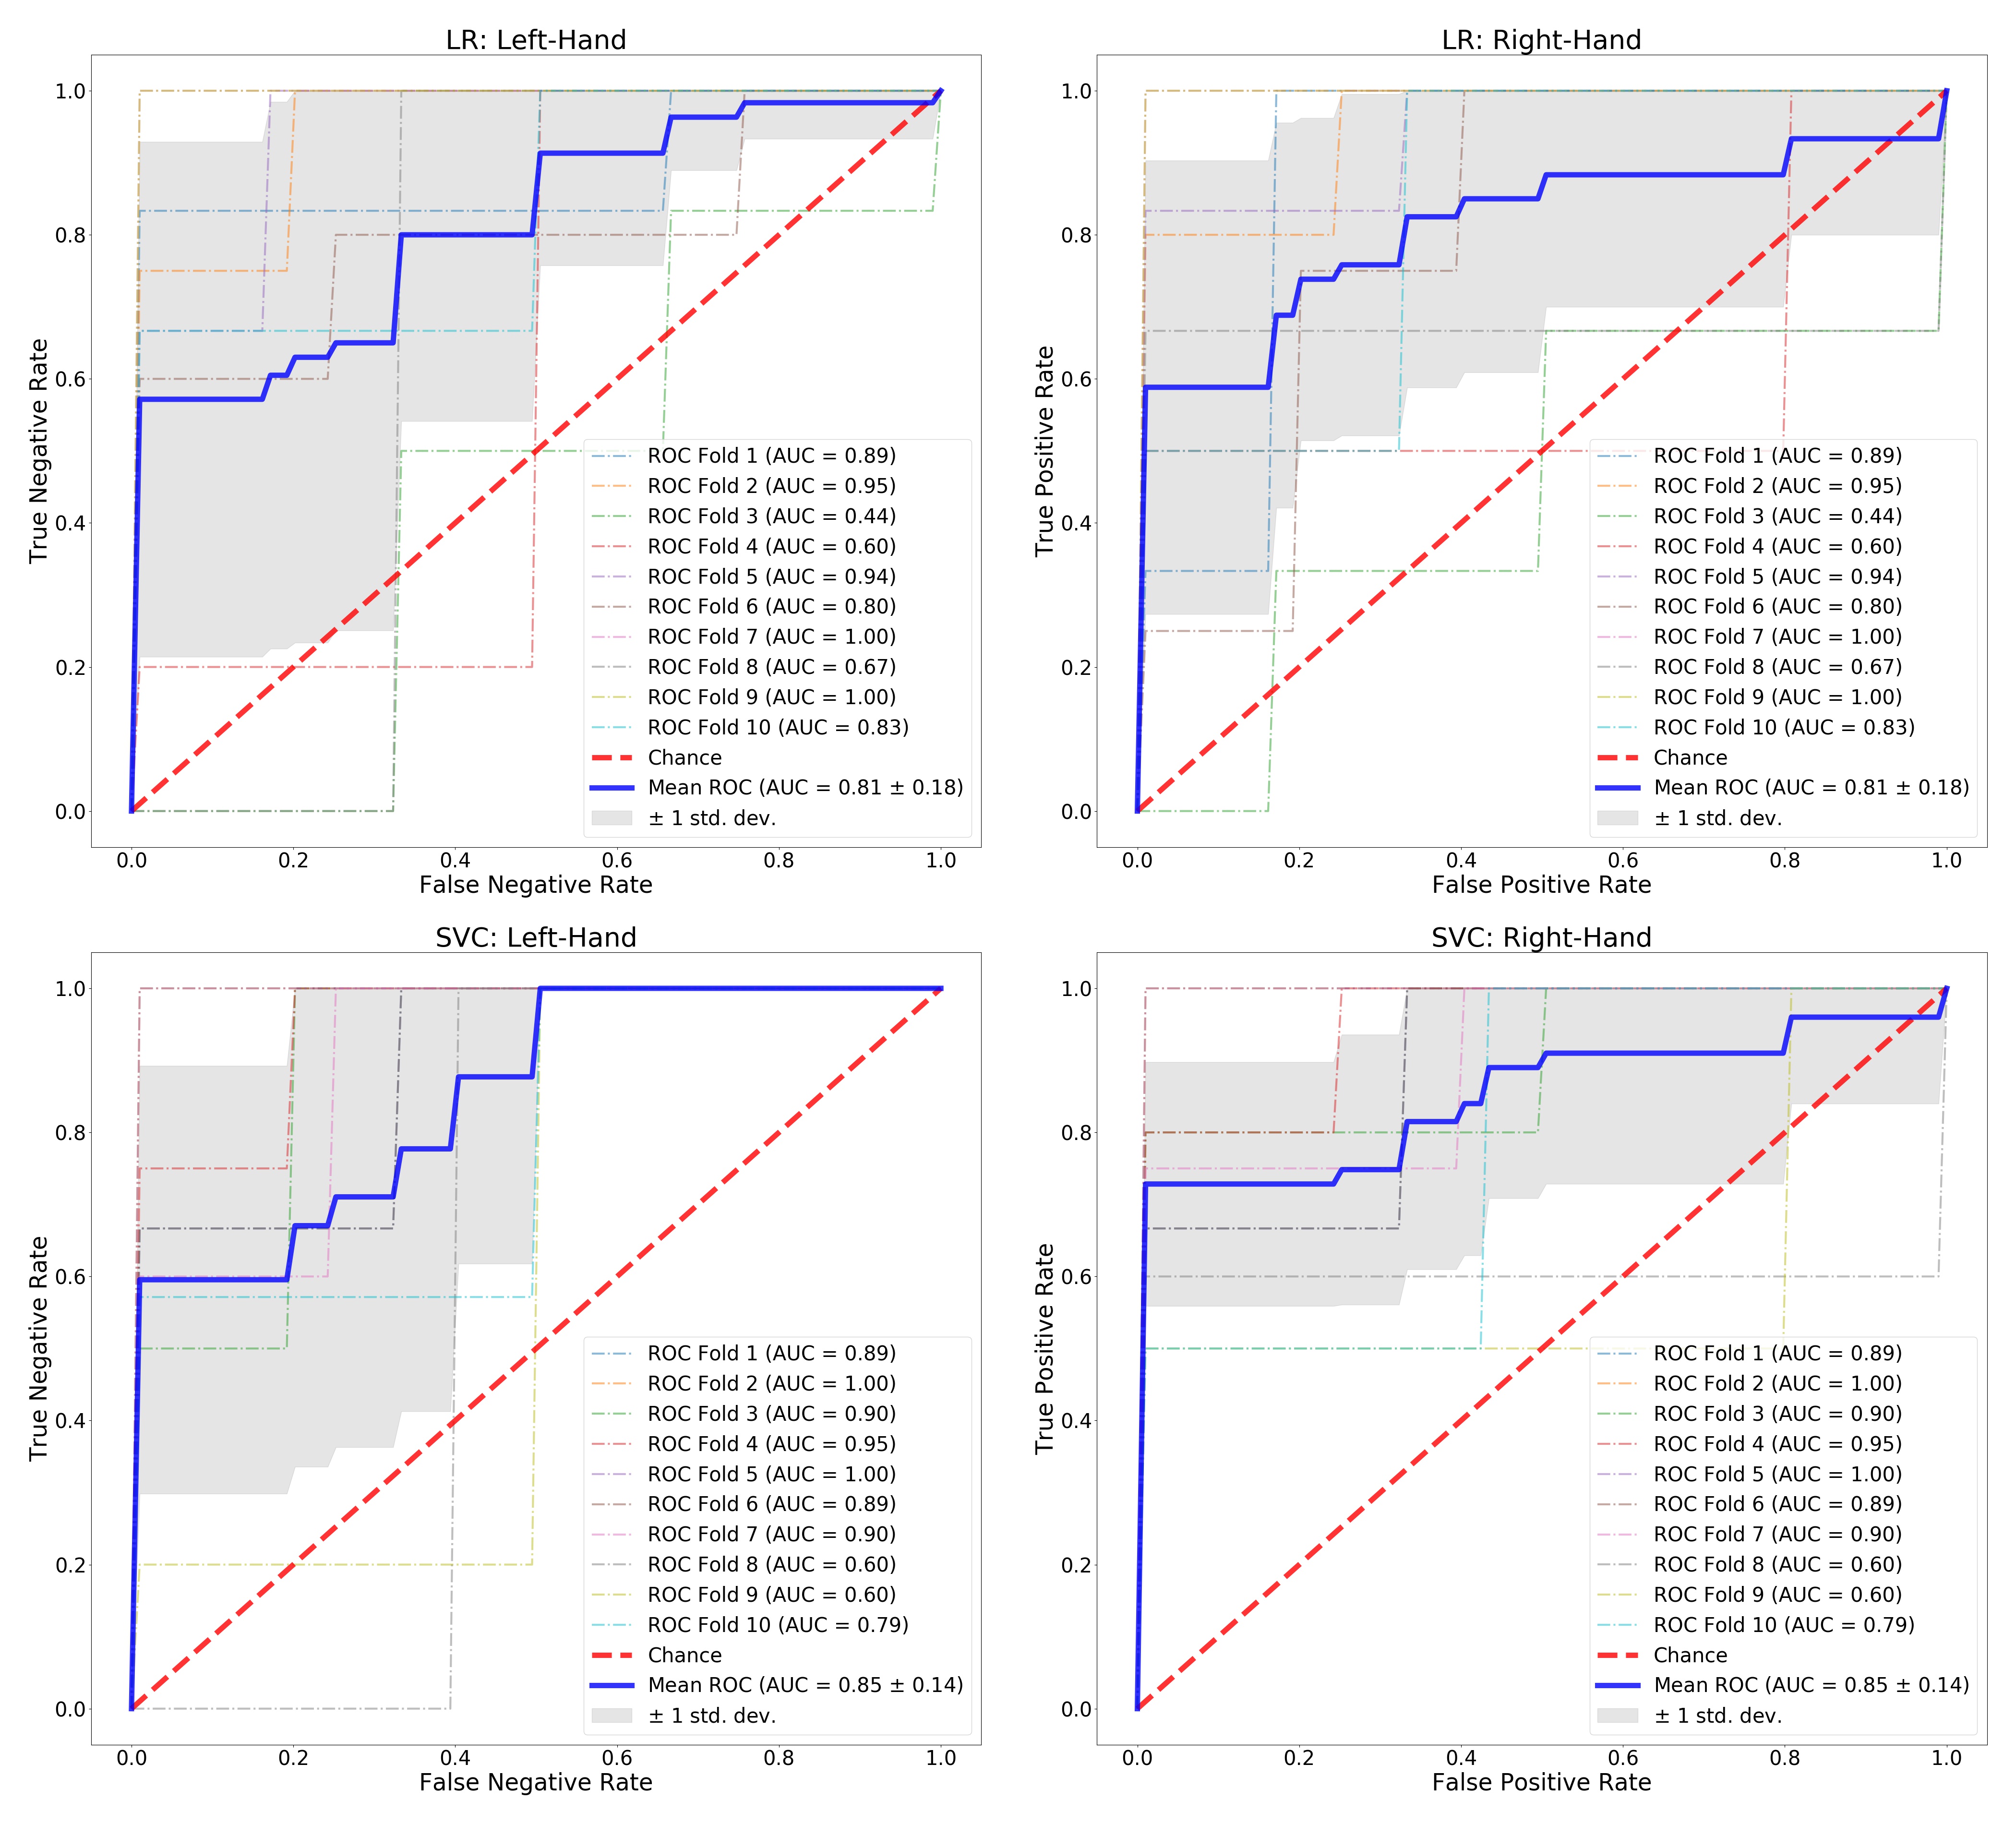 LR: Left-Hand
True Negative Rate
1.0
0.8
0.6
0.4
0.2
0.0
ROC Fold 1 (AUC = 0.89)
ROC Fold 2 (AUC = 0.95)
ROC Fold 3 (AUC = 0.44)
ROC Fold 4 (AUC = 0.60)
ROC Fold 5 (AUC = 0.94)
ROC Fold 6 (AUC = 0.80)
ROC Fold 7 (AUC = 1.00)
ROC Fold 8 (AUC = 0.67)
ROC Fold 9 (AUC = 1.00)
ROC Fold 10 (AUC = 0.83)
Chance
Mean ROC (AUC = 0.81 ± 0.18)
± 1 std. dev.
0.0 0.2 0.4 0.6 0.8 1.0
False Negative Rate
LR: Right-Hand
True Positive Rate
1.0
0.8
0.6
0.4
0.2
0.0
ROC Fold 1 (AUC = 0.89)
ROC Fold 2 (AUC = 0.95)
ROC Fold 3 (AUC = 0.44)
ROC Fold 4 (AUC = 0.60)
ROC Fold 5 (AUC = 0.94)
ROC Fold 6 (AUC = 0.80)
ROC Fold 7 (AUC = 1.00)
ROC Fold 8 (AUC = 0.67)
ROC Fold 9 (AUC = 1.00)
ROC Fold 10 (AUC = 0.83)
Chance
Mean ROC (AUC = 0.81 ± 0.18)
± 1 std. dev.
0.0 0.2 0.4 0.6 0.8 1.0
False Positive Rate
SVC: Left-Hand
True Negative Rate
1.0
0.8
0.6
0.4
0.2
0.0
ROC Fold 1 (AUC = 0.89)
ROC Fold 2 (AUC = 1.00)
ROC Fold 3 (AUC = 0.90)
ROC Fold 4 (AUC = 0.95)
ROC Fold 5 (AUC = 1.00)
ROC Fold 6 (AUC = 0.89)
ROC Fold 7 (AUC = 0.90)
ROC Fold 8 (AUC = 0.60)
ROC Fold 9 (AUC = 0.60)
ROC Fold 10 (AUC = 0.79)
Chance
Mean ROC (AUC = 0.85 ± 0.14)
± 1 std. dev.
0.0 0.2 0.4 0.6 0.8 1.0
False Negative Rate
SVC: Right-Hand
True Positive Rate
1.0
0.8
0.6
0.4
0.2
0.0
ROC Fold 1 (AUC = 0.89)
ROC Fold 2 (AUC = 1.00)
ROC Fold 3 (AUC = 0.90)
ROC Fold 4 (AUC = 0.95)
ROC Fold 5 (AUC = 1.00)
ROC Fold 6 (AUC = 0.89)
ROC Fold 7 (AUC = 0.90)
ROC Fold 8 (AUC = 0.60)
ROC Fold 9 (AUC = 0.60)
ROC Fold 10 (AUC = 0.79)
Chance
Mean ROC (AUC = 0.85 ± 0.14)
± 1 std. dev.
0.0 0.2 0.4 0.6 0.8 1.0
False Positive Rate